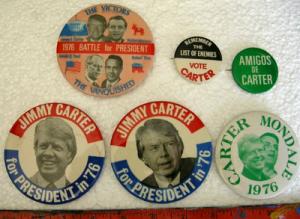 THE VICTORS
1976 BATTLE for PRESIDENT
THE VANQUISHED
REMEMBER
THE
LIST OF ENEMIES
VOTE
CARTER
AMIGOS
DE
CARTER
JIMMY CARTER
for PRESIDENT in '76
JIMMY CARTER
for PRESIDENT in '76
CARTER MONDALE
1976